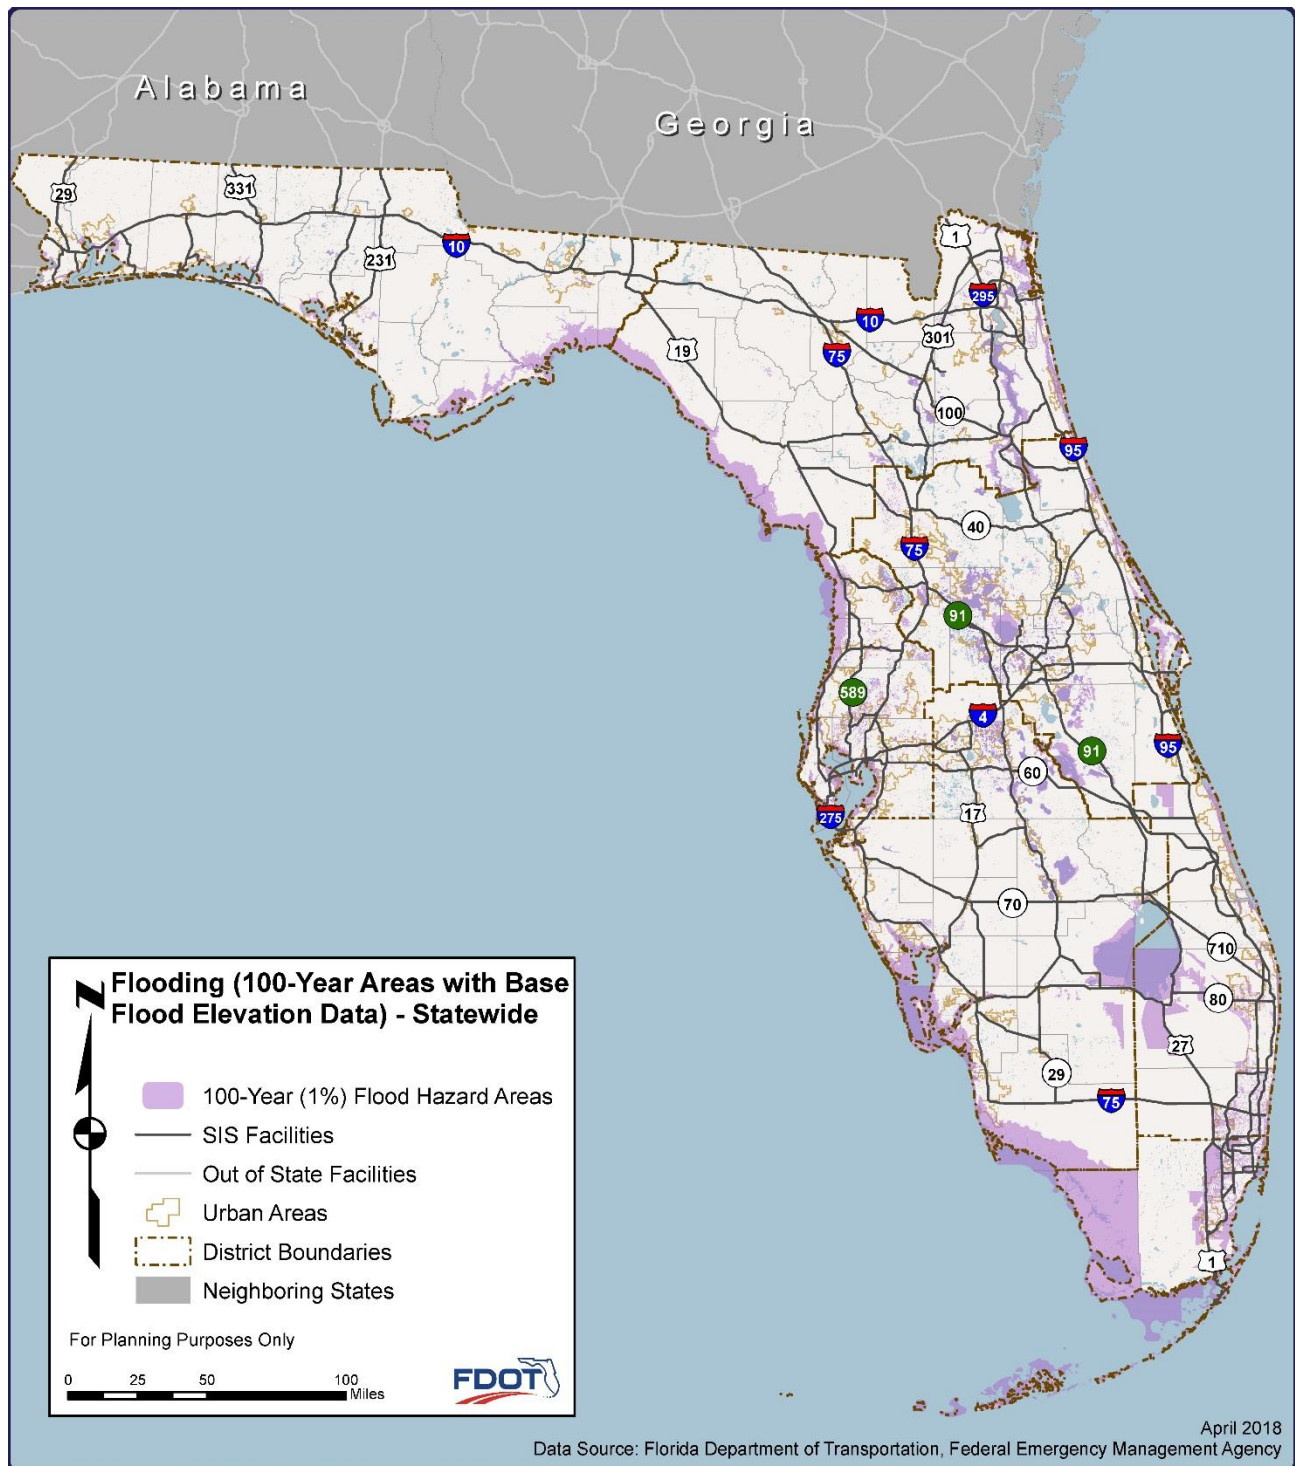 Alabama
Georgia
29
331
231
10
1
295
10
301
75
19
100
95
40
75
91
589
4
91
95
60
275
17
70
710
80
27
29
75
1
Flooding (100-Year Areas with Base
Flood Elevation Data) - Statewide
N
100-Year (1%) Flood Hazard Areas
SIS Facilities
Out of State Facilities
Urban Areas
District Boundaries
Neighboring States
For Planning Purposes Only
0 25 50 100
Miles
FDOT
April 2018
Data Source: Florida Department of Transportation, Federal Emergency Management Agency